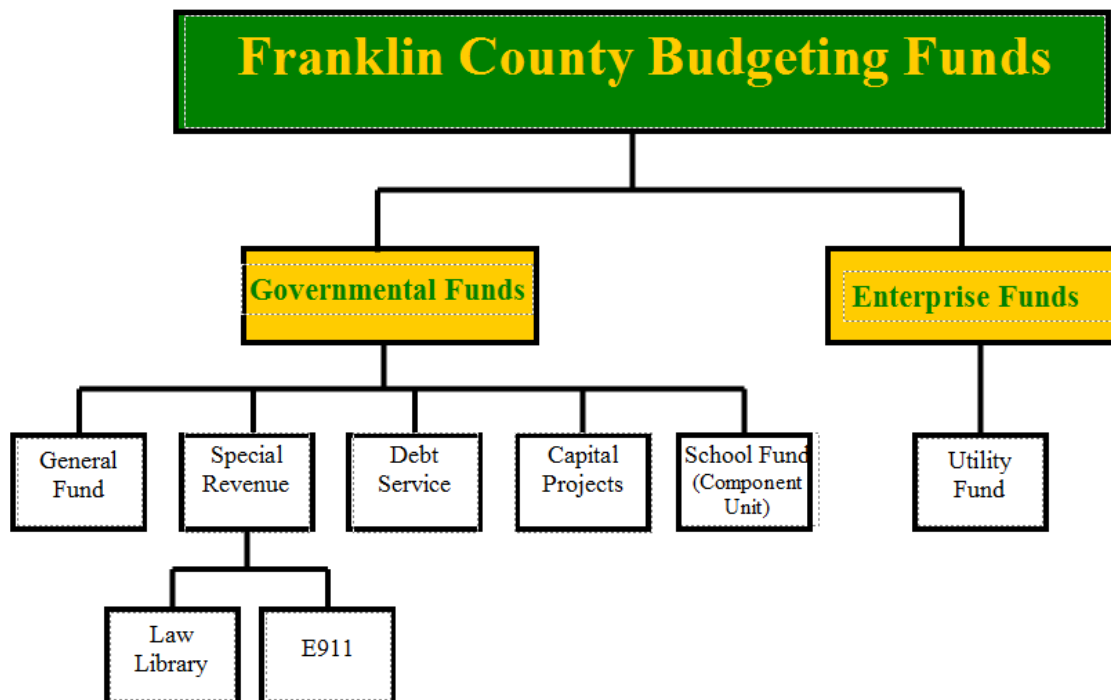 Franklin County Budgeting Funds
Governmental Funds
Enterprise Funds
General
Fund
Special
Revenue
Debt
Service
Capital
Projects
School Fund
(Component
Unit)
Utility
Fund
Law
Library
E911